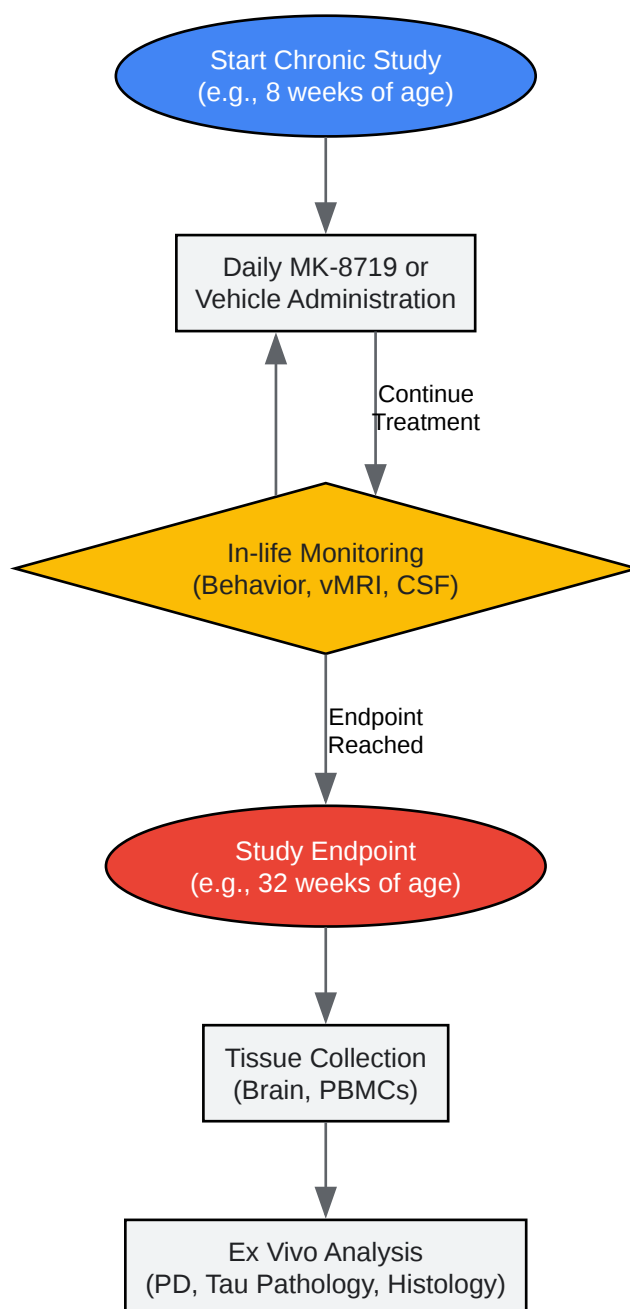 Start Chronic Study
(e.g., 8 weeks of age)
Daily MK-8719 or
Vehicle Administration
Continue
Treatment
In-life Monitoring
(Behavior, vMRI, CSF)
Endpoint
Reached
Study Endpoint
(e.g., 32 weeks of age)
Tissue Collection
(Brain, PBMCs)
Ex Vivo Analysis
(PD, Tau Pathology, Histology)